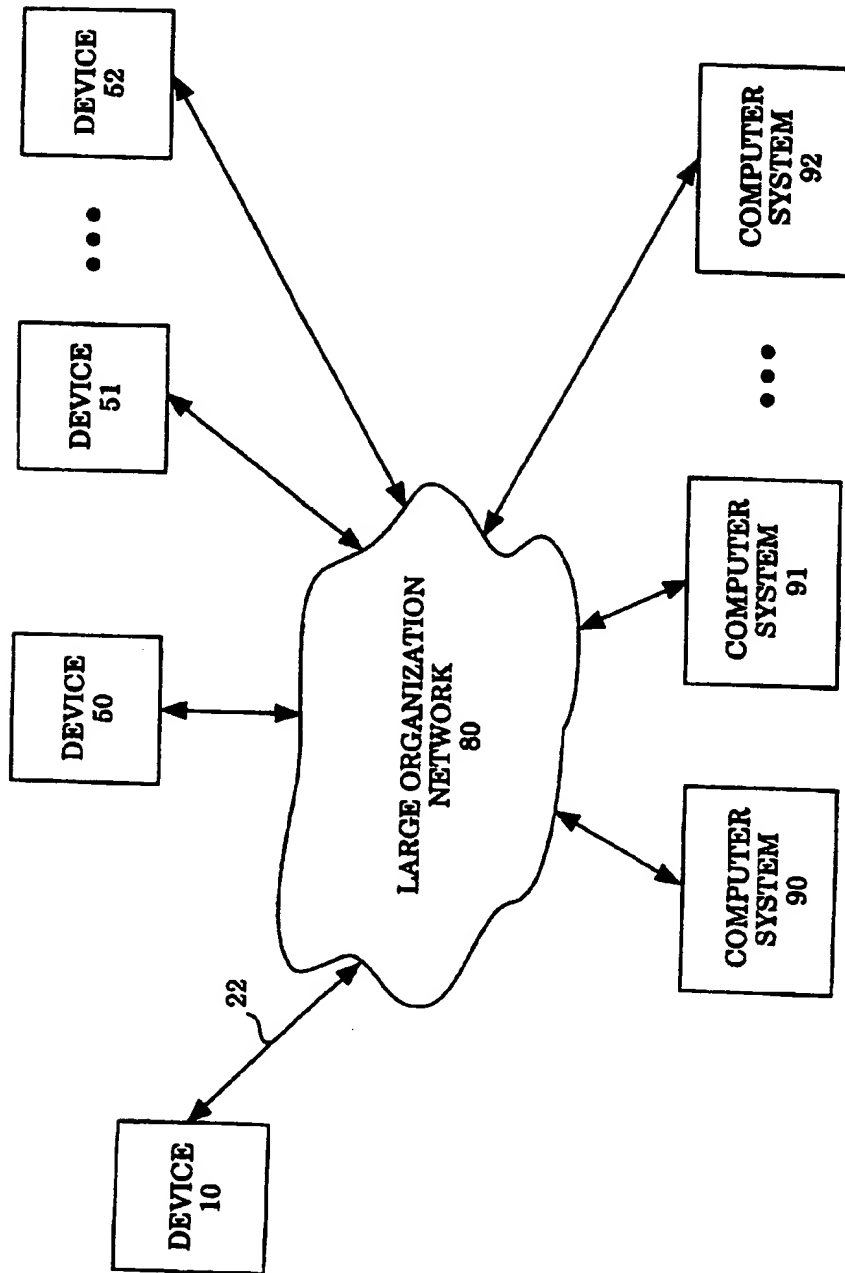 DEVICE
10
22
DEVICE
50
DEVICE
51
DEVICE
52
LARGE ORGANIZATION
NETWORK
80
COMPUTER
SYSTEM
90
COMPUTER
SYSTEM
91
COMPUTER
SYSTEM
92